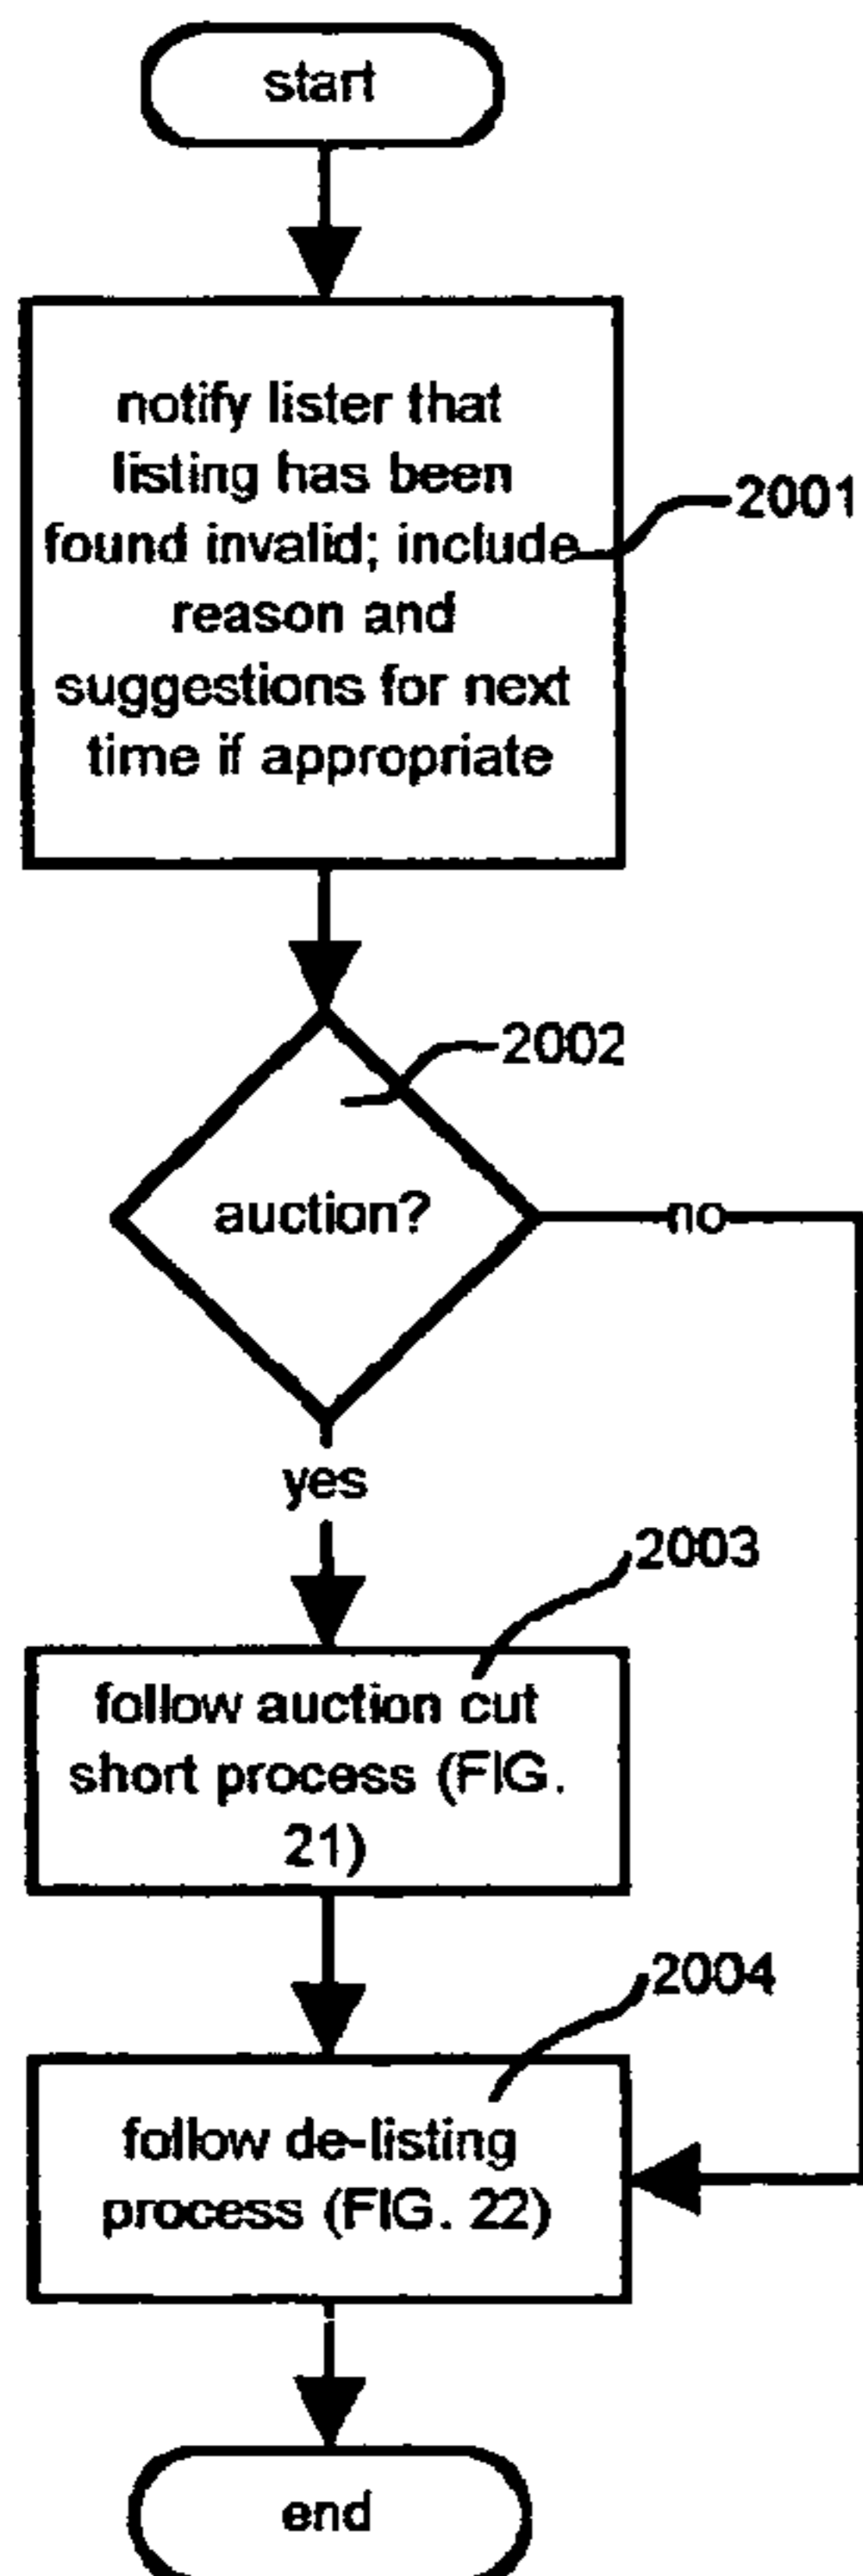 start
notify lister that
listing has been
found invalid; include
reason and
suggestions for next
time if appropriate
2001
2002
auction?
no
yes
2003
follow auction cut
short process (FIG.
21)
2004
follow de-listing
process (FIG. 22)
end